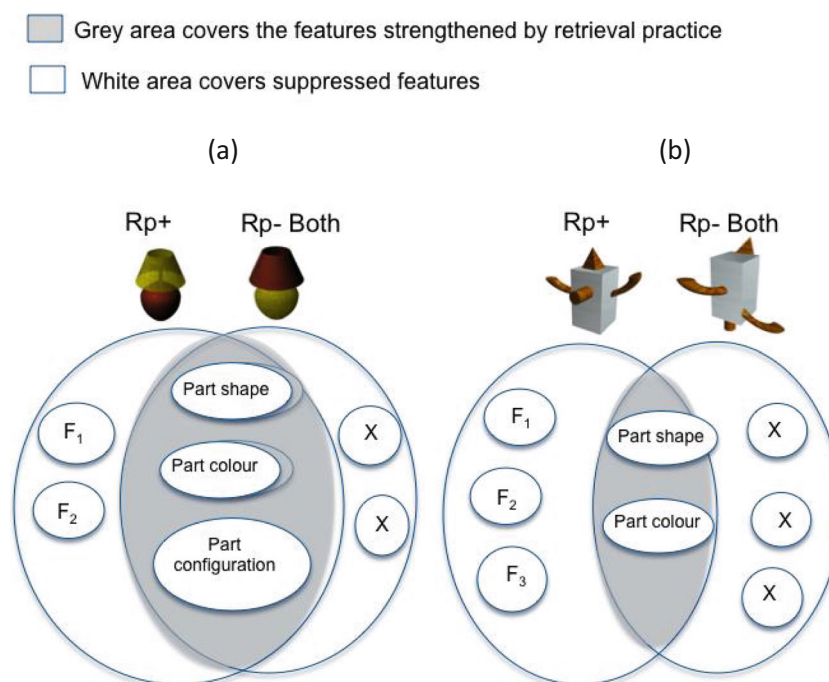 Grey area covers the features strengthened by retrieval practice
White area covers suppressed features
(a)
(b)
Rp+
Rp- Both
Rp+
Rp- Both
Part shape
Part colour
Part
configuration
F1
F2
X
X
Part shape
Part colour
F1
F2
F3
X
X
X